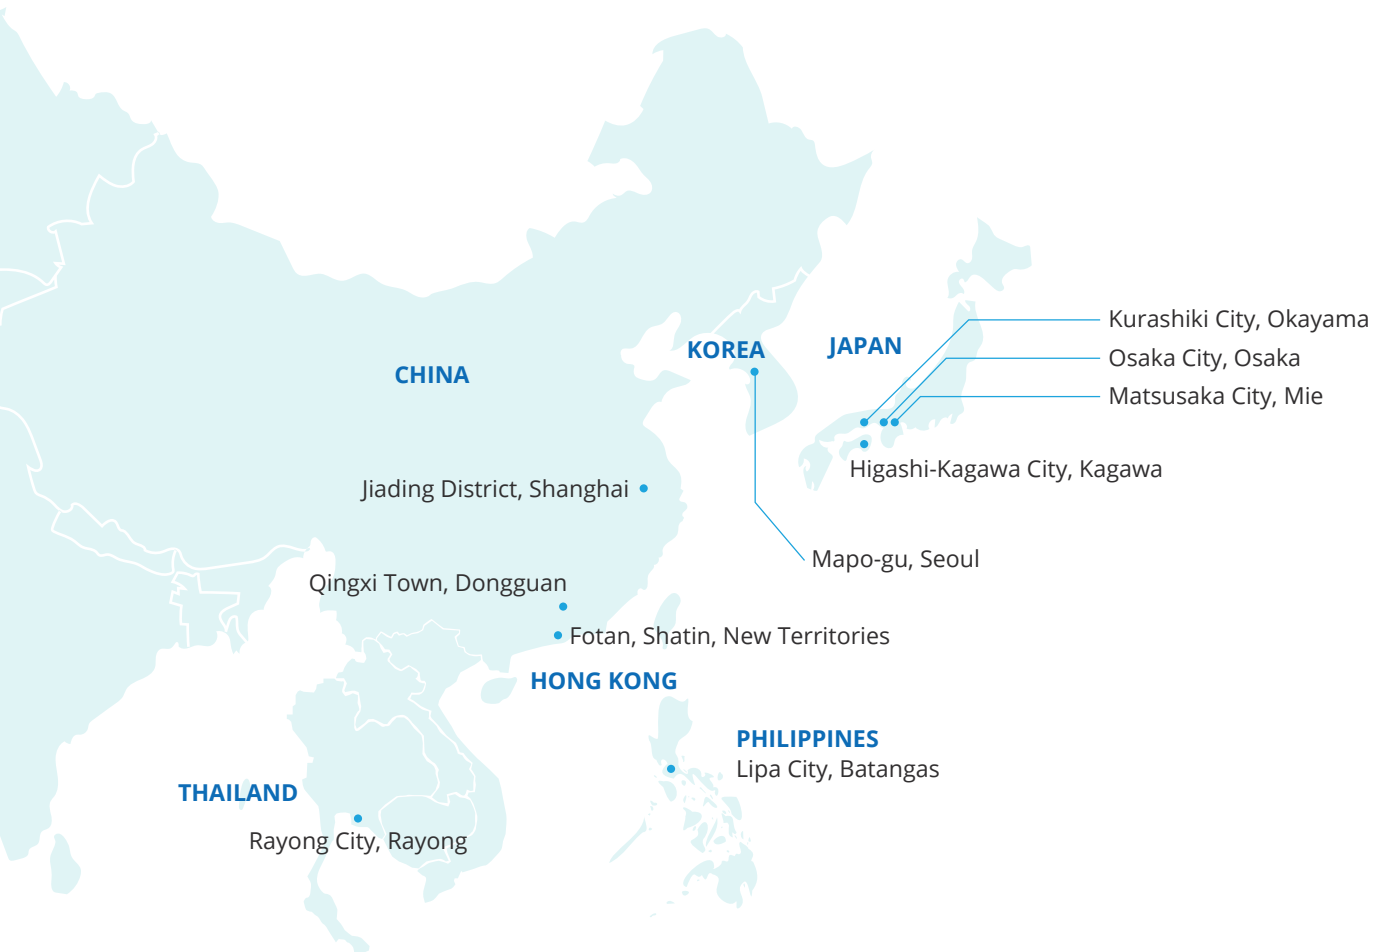 Kurashiki City, Okayama
KOREA
JAPAN
Osaka City, Osaka
CHINA
Matsusaka City, Mie
Higashi-Kagawa City, Kagawa
Jiading District, Shanghai
Mapo-gu, Seoul
Qingxi Town, Dongguan
Fotan, Shatin, New Territories
HONG KONG
PHILIPPINES
Lipa City, Batangas
THAILAND
Rayong City, Rayong